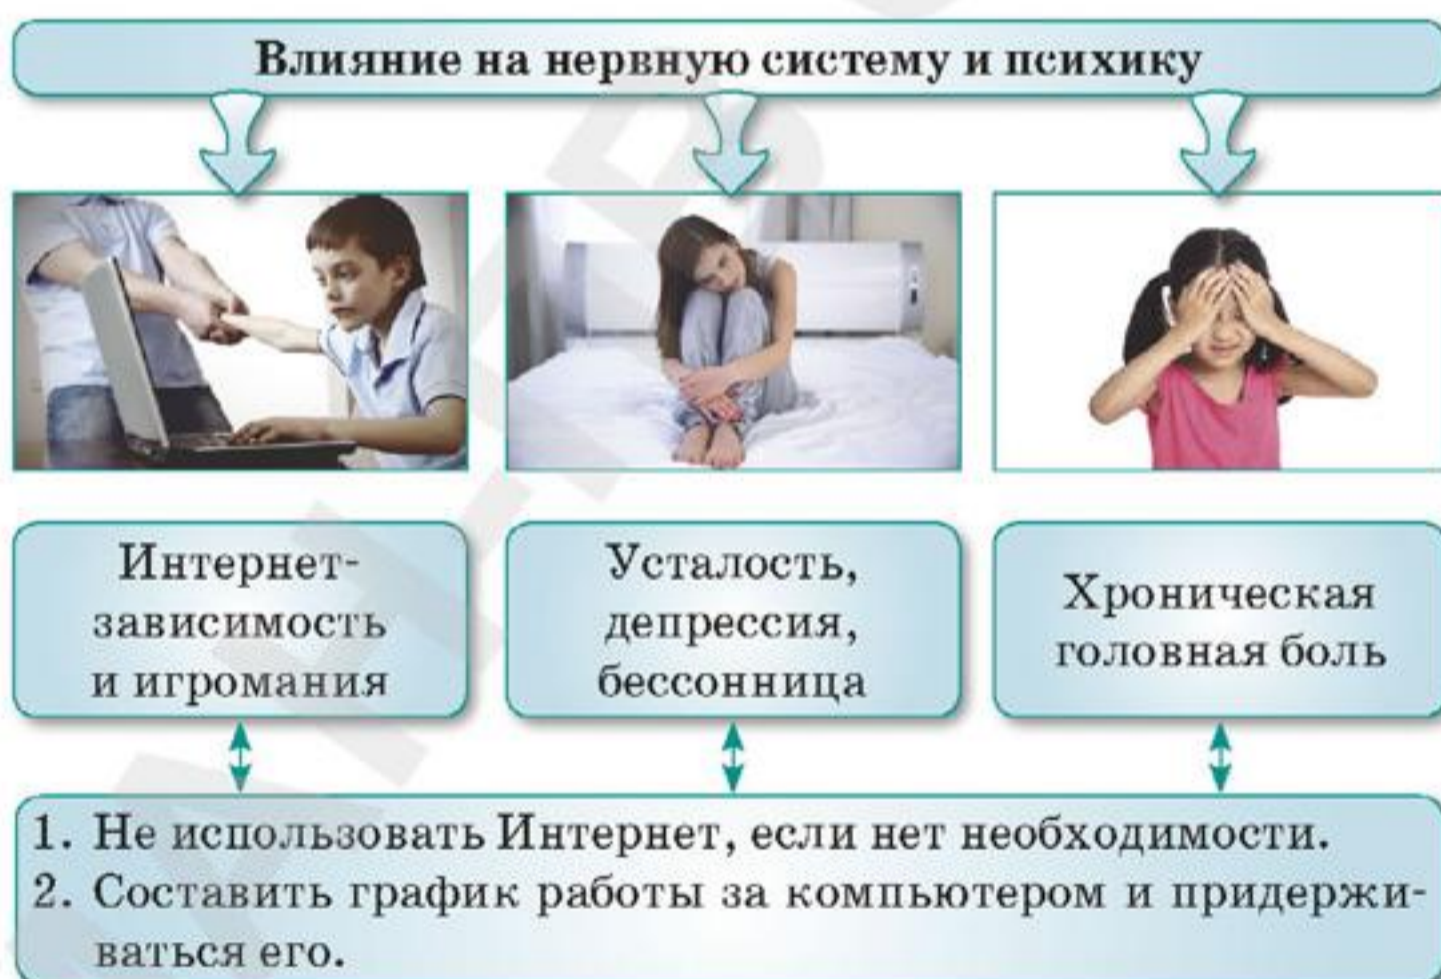 Влияние на нервную систему и психику
Интернет-
зависимость
и игромания
Усталость,
депрессия,
бессонница
Хроническая
головная боль
1. Не использовать Интернет, если нет необходимости.
2. Составить график работы за компьютером и придержи-
ваться его.